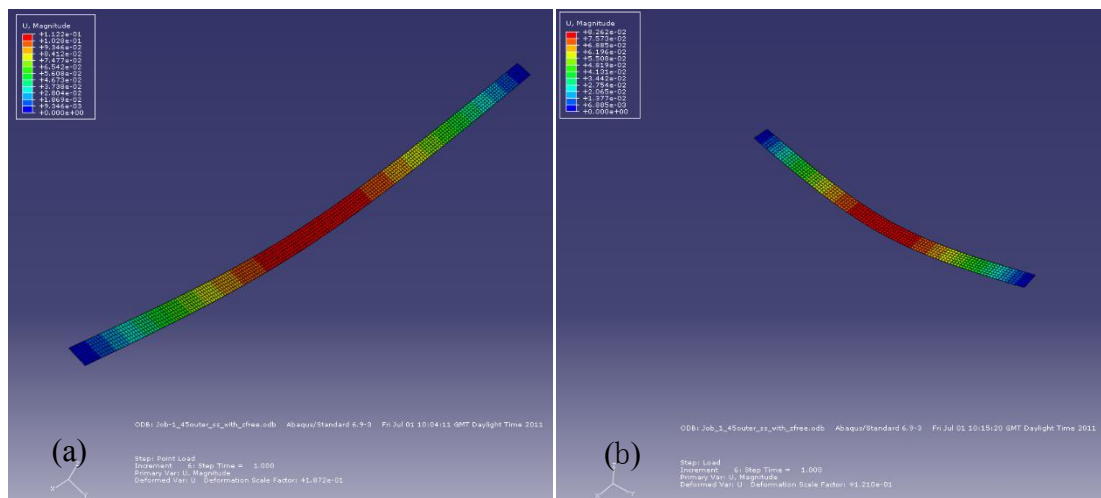 U, Magnitude
+1.122e-01
+1.028e-01
+9.346e-02
+8.412e-02
+7.477e-02
+6.542e-02
+5.608e-02
+4.673e-02
+3.738e-02
+2.804e-02
+1.869e-02
+9.346e-03
+0.000e+00
ODB: Job-1_45outer_ss_with_sfree.odb Abaqus/Standard 6.9-3 Fri Jul 01 10:04:11 GMT Daylight Time 2011
(a)
Step: Point Load
Increment 6: Step Time = 1.000
Primary Var: U, Magnitude
Deformed Var: U Deformation Scale Factor: +1.872e-01
X
Y
U, Magnitude
+8.262e-02
+7.573e-02
+6.885e-02
+6.196e-02
+5.508e-02
+4.819e-02
+4.131e-02
+3.442e-02
+2.754e-02
+2.065e-02
+1.377e-02
+6.885e-03
+0.000e+00
ODB: Job-1_45outer_ss_with_sfree.odb Abaqus/Standard 6.9-3 Fri Jul 01 10:15:20 GMT Daylight Time 2011
(b)
Step: Load
Increment 6: Step Time = 1.000
Primary Var: U, Magnitude
Deformed Var: U Deformation Scale Factor: +1.210e-01
X
Y